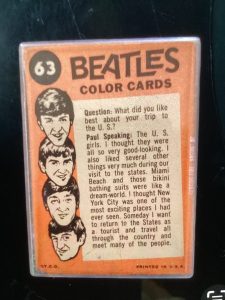 63
BEATLES
COLOR CARDS
Question: What did you like
best about your trip to
the U. S.?
Paul Speaking: The U. S.
girls. I thought they were
all so very good-looking. I
also liked several other
things very much during our
visit to the states. Miami
Beach and those bikini
bathing suits were like a
dream-world. I thought New
York City was one of the
most exciting places I had
ever seen. Someday I want
to return to the States as
a tourist and travel all
through the country and
meet many of the people.
©T.C.G.
PRINTED IN U.S.A.